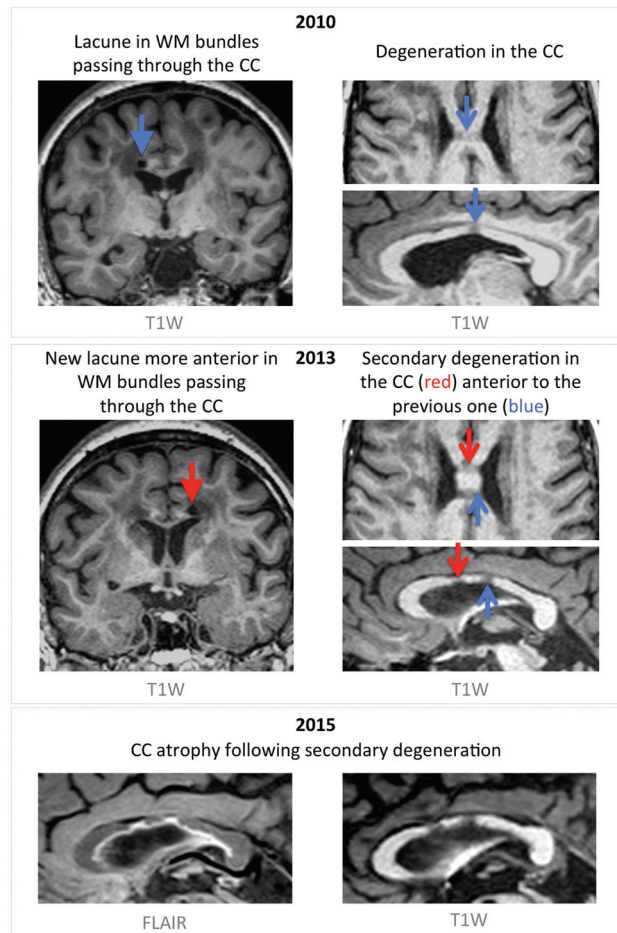 2010
Lacune in WM bundles
passing through the CC
Degeneration in the CC
T1W
T1W
2013
New lacune more anterior in
WM bundles passing
through the CC
Secondary degeneration in
the CC (red) anterior to the
previous one (blue)
T1W
T1W
2015
CC atrophy following secondary degeneration
FLAIR
T1W